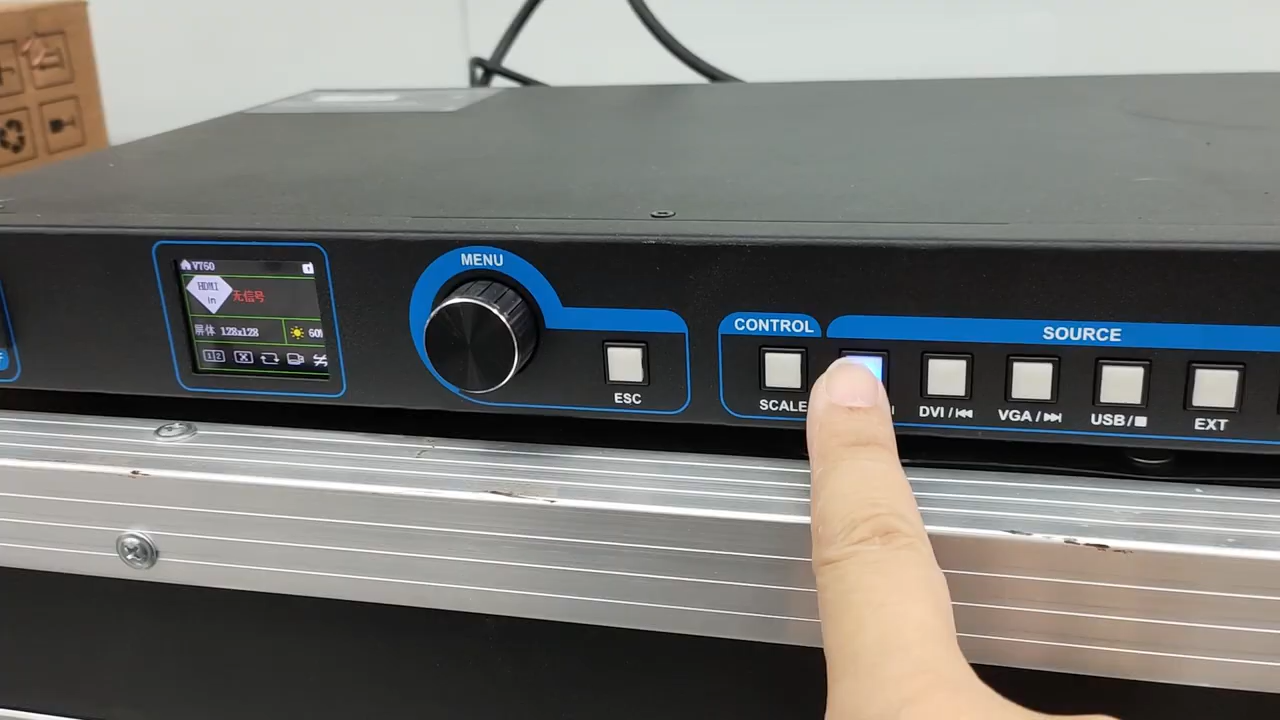 V760
HDMI
in
无信号
屏体 128x128
60%
MENU
ESC
CONTROL
SCALE
SOURCE
DVI / ⏮
VGA / ⏭
USB/⏹
EXT